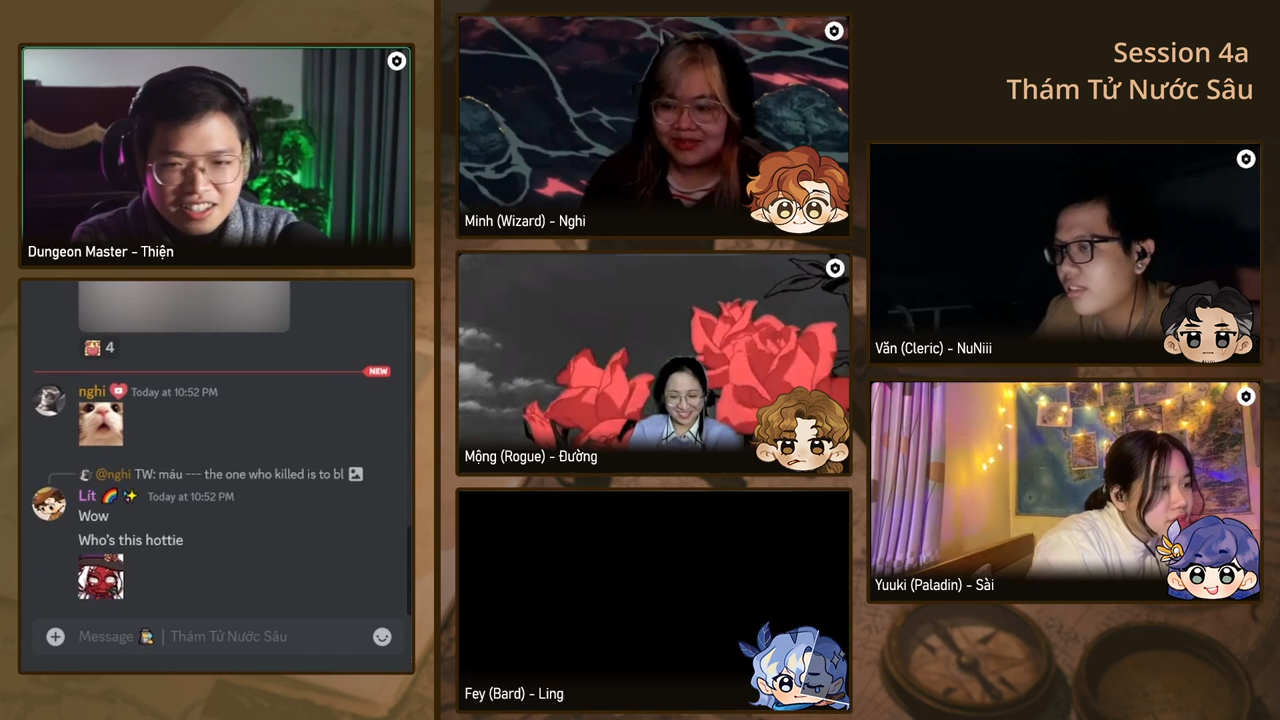 Session 4a
Thám Tử Nước Sâu
Dungeon Master - Thiện
4
NEW
nghi Today at 10:52 PM
@nghi TW: máu --- the one who killed is to bl
Lít Today at 10:52 PM
Wow
Who's this hottie
Message | Thám Tử Nước Sâu
Minh (Wizard) - Nghi
Mộng (Rogue) - Đường
Fey (Bard) - Ling
Văn (Cleric) - NuNiii
Yuuki (Paladin) - Sài